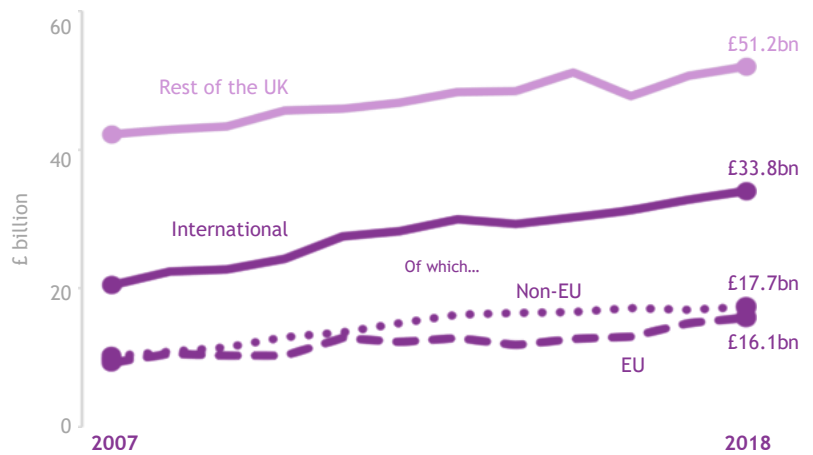 60
£51.2bn
Rest of the UK
40
£33.8bn
International
£ billion
Of which…
£17.7bn
20
Non-EU
£16.1bn
EU
0
2007
2018